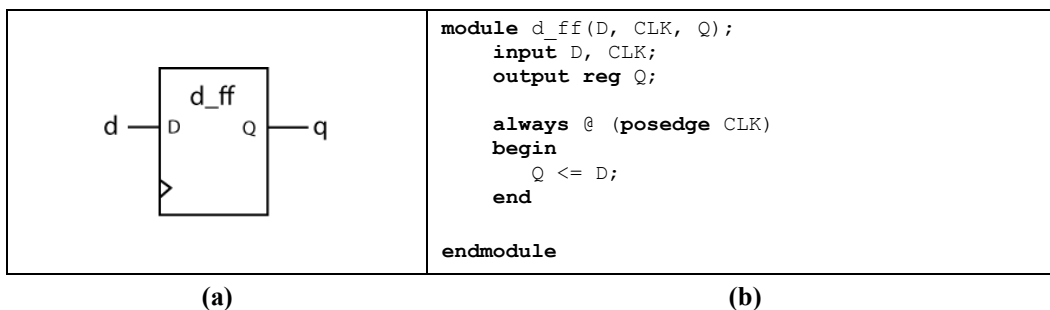 d_ff
d D Q q
module d_ff(D, CLK, Q);
input D, CLK;
output reg Q;
always @ (posedge CLK)
begin
Q <= D;
end
endmodule
(a) (b)